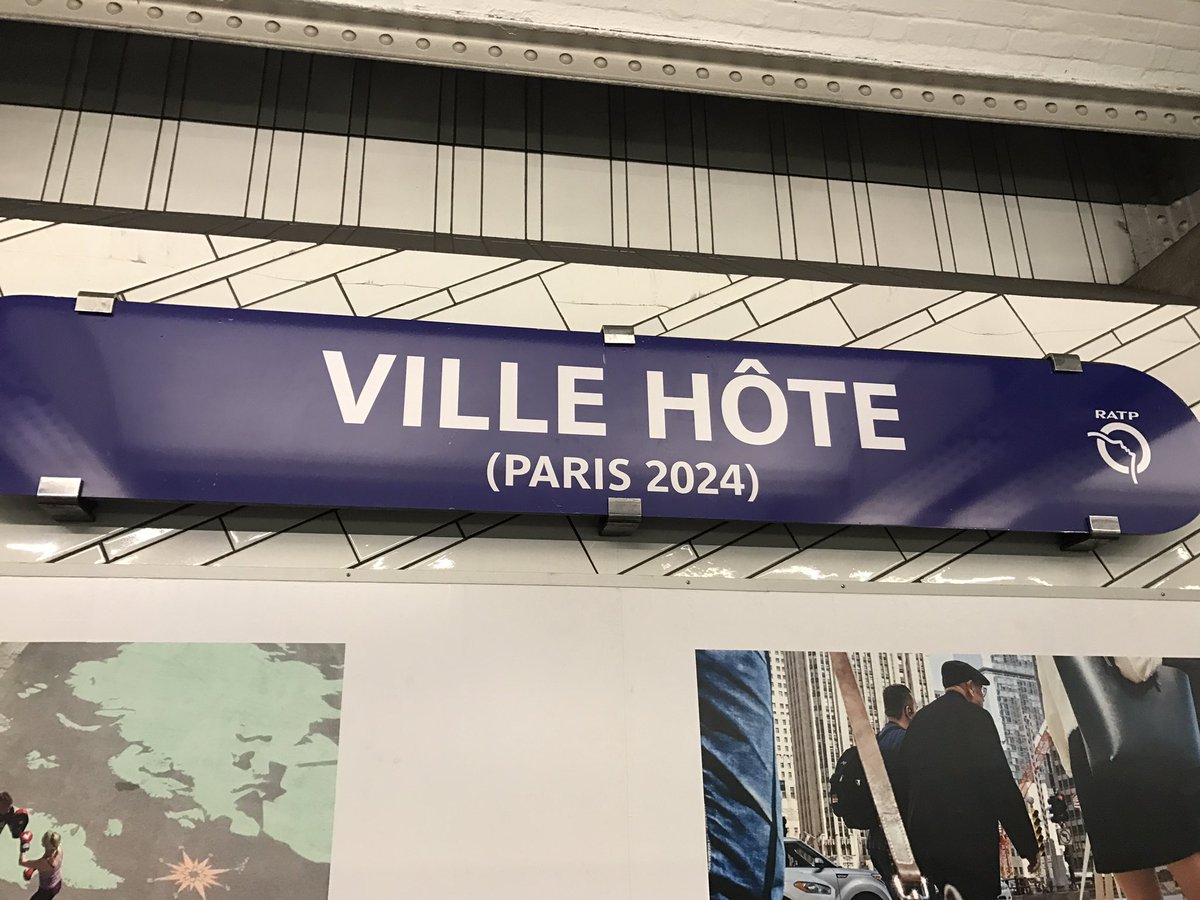 VILLE HÔTE
(PARIS 2024)
RATP